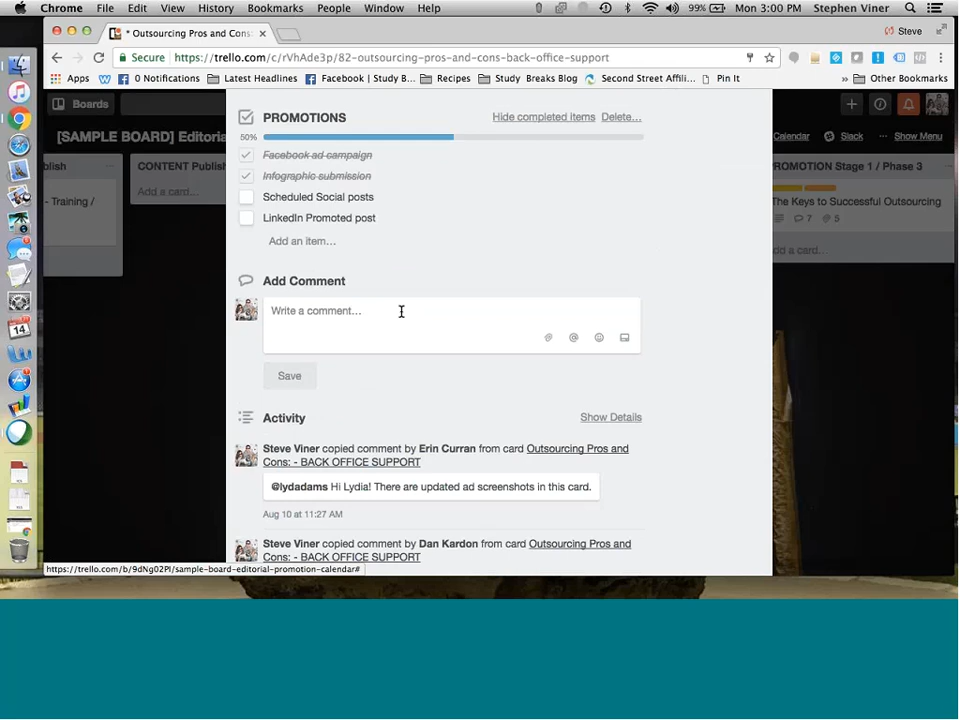 Chrome File Edit View History Bookmarks People Window Help 99% Mon 3:00 PM Stephen Viner
* Outsourcing Pros and Cons: Steve
Secure https://trello.com/c/rVhAde3p/82-outsourcing-pros-and-cons-back-office-support
Apps 0 Notifications Latest Headlines Facebook | Study B... Recipes Study Breaks Blog Second Street Affili... Pin It » Other Bookmarks
Boards
[SAMPLE BOARD] Editoria Calendar Slack ... Show Menu
blish CONTENT Publish ROMOTION Stage 1 / Phase 3
- Training / Add a card... The Keys to Successful Outsourcing
7 5
dd a card...
PROMOTIONS Hide completed items Delete...
50%
Facebook ad campaign
Infographic submission
Scheduled Social posts
LinkedIn Promoted post
Add an item...
Add Comment
Write a comment...
Save
Activity Show Details
Steve Viner copied comment by Erin Curran from card Outsourcing Pros and
Cons: - BACK OFFICE SUPPORT
@lydadams Hi Lydia! There are updated ad screenshots in this card.
Aug 10 at 11:27 AM
Steve Viner copied comment by Dan Kardon from card Outsourcing Pros and
Cons: - BACK OFFICE SUPPORT
https://trello.com/b/9dNg02PI/sample-board-editorial-promotion-calendar#
14